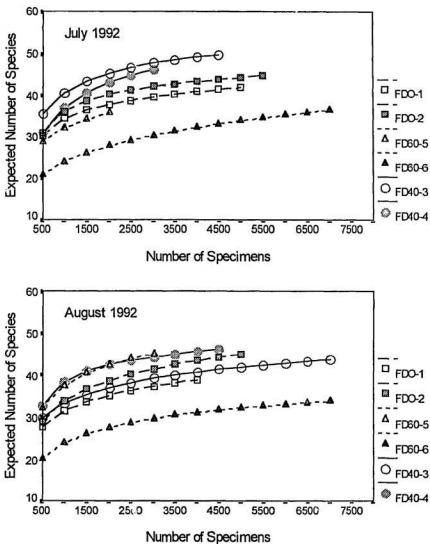 60
July 1992
50
40
30
20
10
Expected Number of Species
500 1500 2500 3500 4500 5500 6500 7500
Number of Specimens
FDO-1
FDO-2
FD60-5
FD60-6
FD40-3
FD40-4
60
August 1992
50
40
30
20
10
Expected Number of Species
500 1500 3500 4500 5500 6500 7500
Number of Specimens
FDO-1
FDO-2
FD60-5
FD60-6
FD40-3
FD40-4